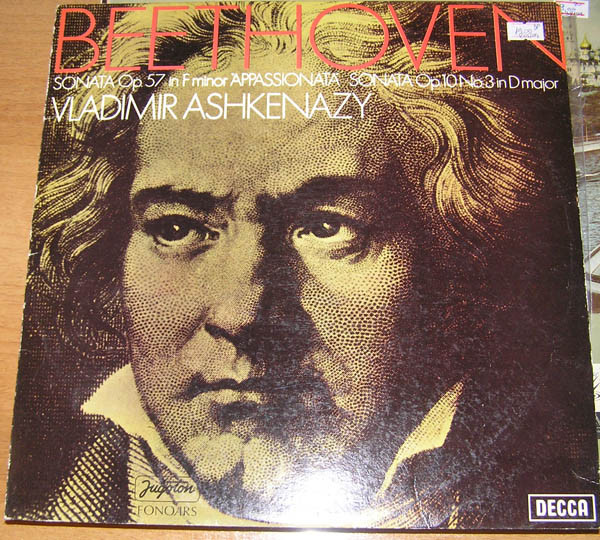 BEETHOVEN
SONATA Op. 57 in F minor "APPASSIONATA" SONATA Op.10 No.3 in D major
VLADIMIR ASHKENAZY
Jugoton
FONOARS
DECCA